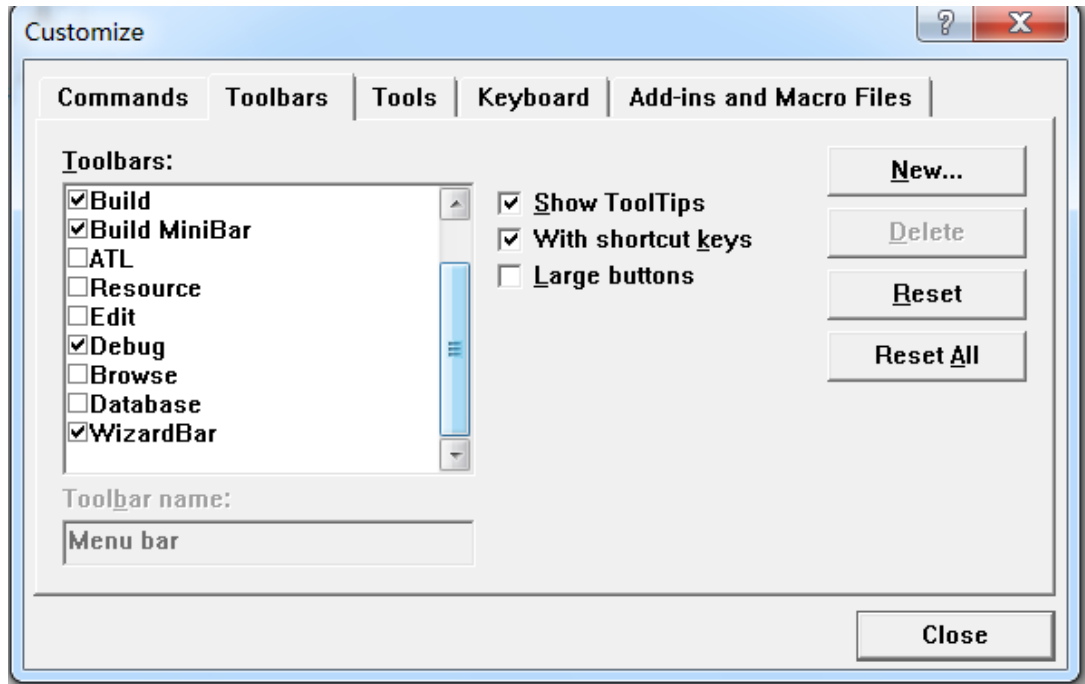 Customize
Commands Toolbars Tools Keyboard Add-ins and Macro Files
Toolbars:
Build
Build MiniBar
ATL
Resource
Edit
Debug
Browse
Database
WizardBar
Toolbar name:
Menu bar
Show ToolTips
With shortcut keys
Large buttons
New...
Delete
Reset
Reset All
Close